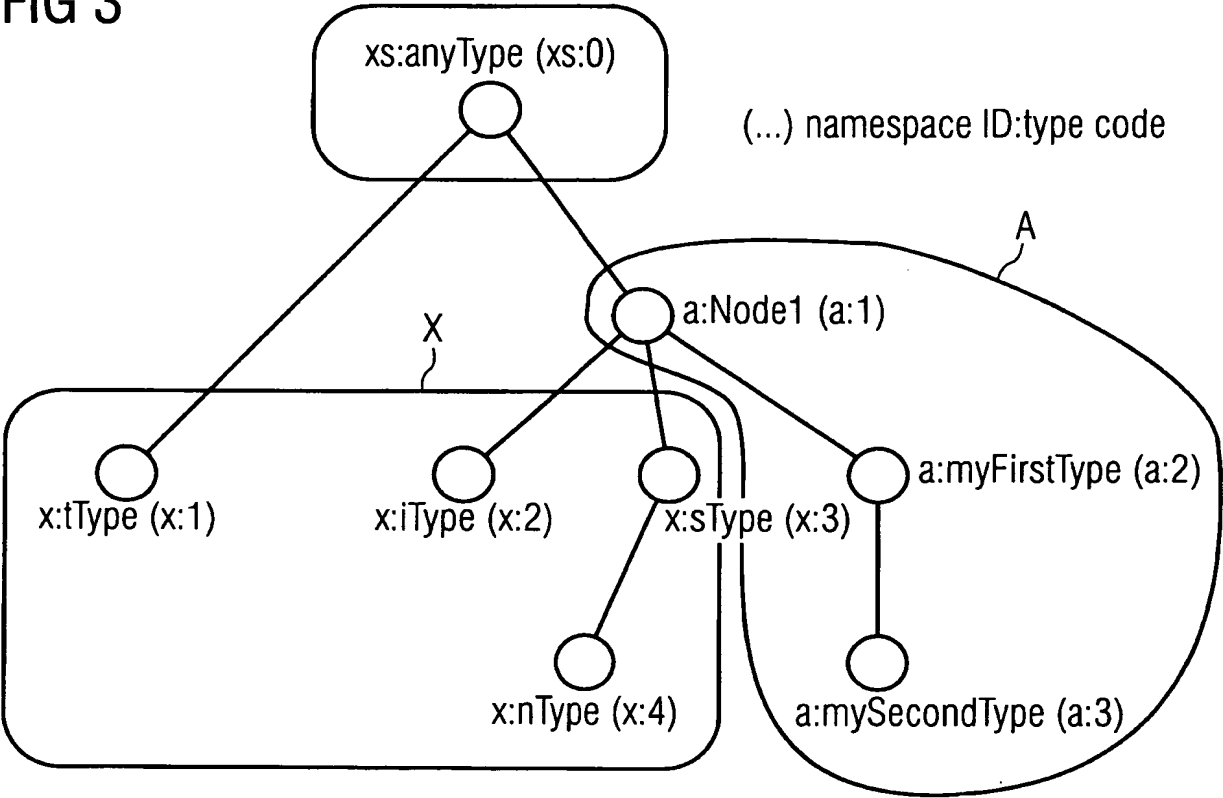 FIG 3
xs:anyType (xs:0)
(...) namespace ID:type code
A
a:Node1 (a:1)
X
a:myFirstType (a:2)
x:tType (x:1)
x:iType (x:2)
x:sType (x:3)
x:nType (x:4)
a:mySecondType (a:3)